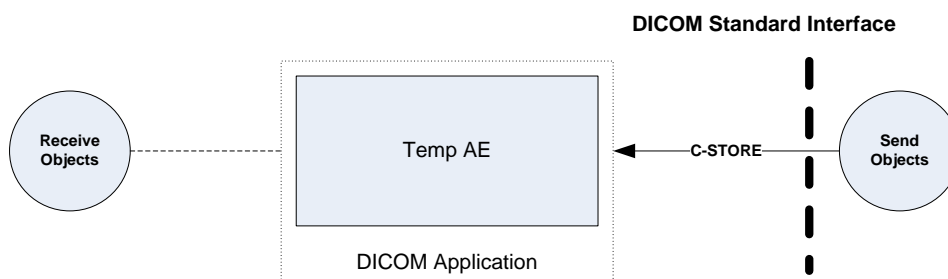 DICOM Standard Interface
Receive
Objects
Temp AE
C-STORE
Send
Objects
DICOM Application